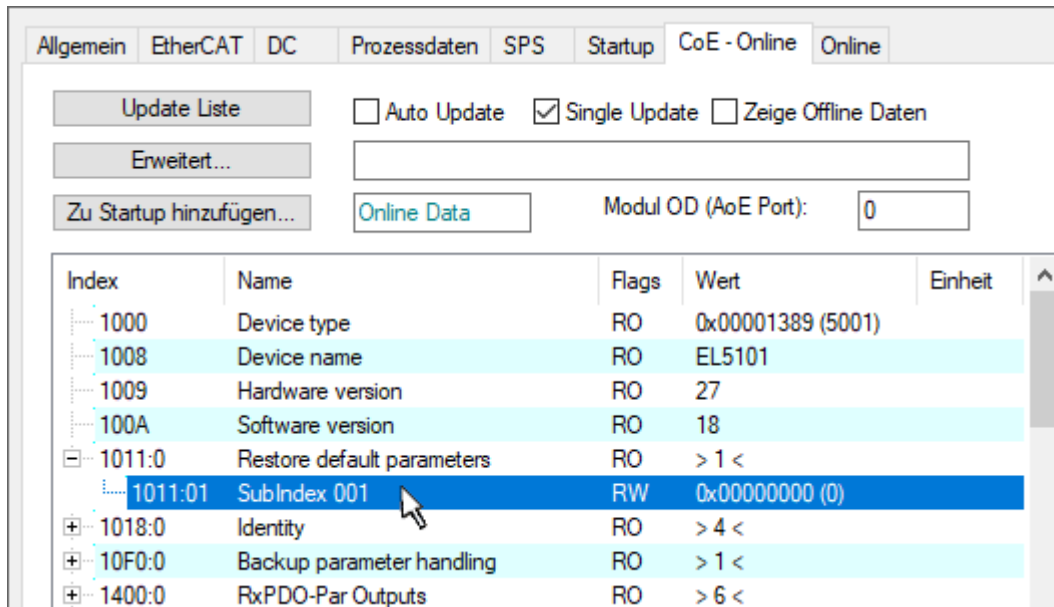 Allgemein EtherCAT DC Prozessdaten SPS Startup CoE - Online Online
Update Liste Auto Update Single Update Zeige Offline Daten
Erweitert...
Zu Startup hinzufügen... Online Data Modul OD (AoE Port): 0
Index Name Flags Wert Einheit
1000 Device type RO 0x00001389 (5001)
1008 Device name RO EL5101
1009 Hardware version RO 27
100A Software version RO 18
1011:0 Restore default parameters RO > 1 <
1011:01 SubIndex 001 RW 0x00000000 (0)
1018:0 Identity RO > 4 <
10F0:0 Backup parameter handling RO > 1 <
1400:0 RxPDO-Par Outputs RO > 6 <